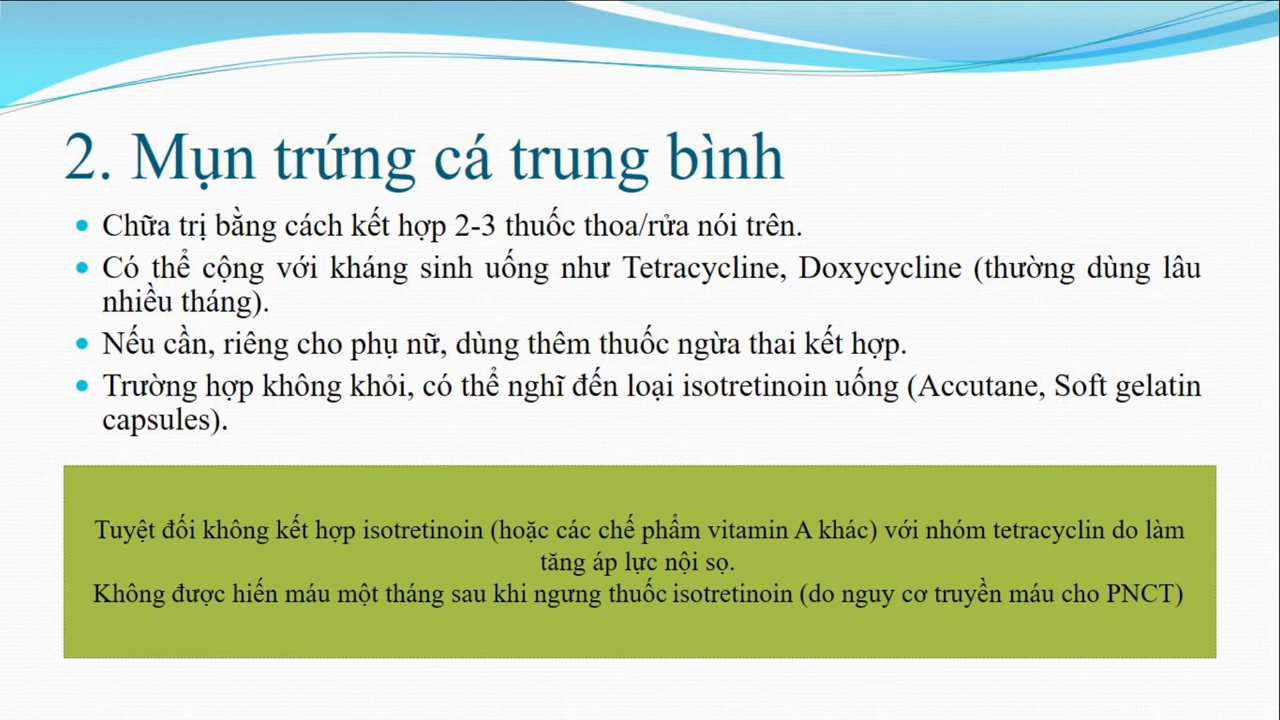 2. Mụn trứng cá trung bình
• Chữa trị bằng cách kết hợp 2-3 thuốc thoa/rửa nói trên.
• Có thể cộng với kháng sinh uống như Tetracycline, Doxycycline (thường dùng lâu
nhiều tháng).
• Nếu cần, riêng cho phụ nữ, dùng thêm thuốc ngừa thai kết hợp.
• Trường hợp không khỏi, có thể nghĩ đến loại isotretinoin uống (Accutane, Soft gelatin
capsules).
Tuyệt đối không kết hợp isotretinoin (hoặc các chế phẩm vitamin A khác) với nhóm tetracyclin do làm
tăng áp lực nội sọ.
Không được hiến máu một tháng sau khi ngưng thuốc isotretinoin (do nguy cơ truyền máu cho PNCT)